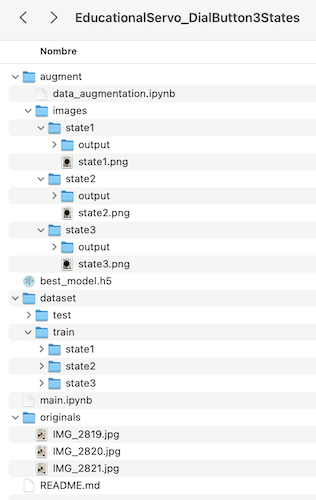 EducationalServo_DialButton3States
Nombre
augment
data_augmentation.ipynb
images
state1
output
state1.png
state2
output
state2.png
state3
output
state3.png
best_model.h5
dataset
test
train
state1
state2
state3
main.ipynb
originals
IMG_2819.jpg
IMG_2820.jpg
IMG_2821.jpg
README.md